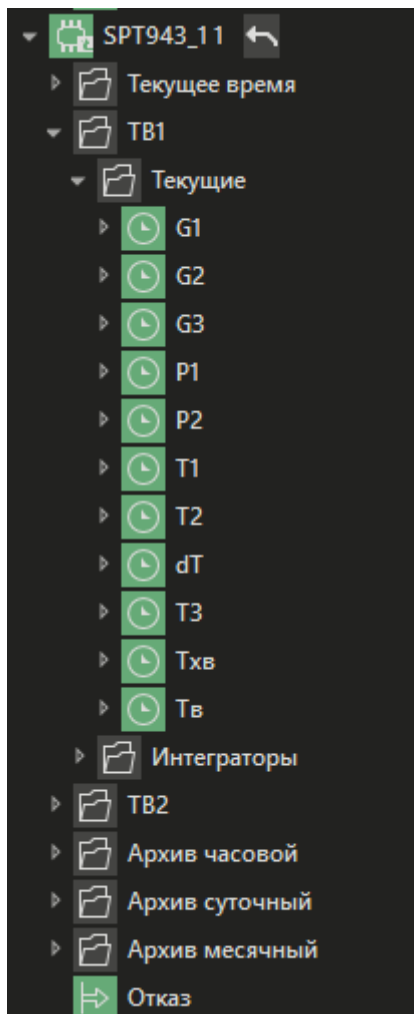 SPT943_11
Текущее время
ТВ1
Текущие
G1
G2
G3
P1
P2
T1
T2
dT
T3
Тхв
Тв
Интеграторы
ТВ2
Архив часовой
Архив суточный
Архив месячный
Отказ